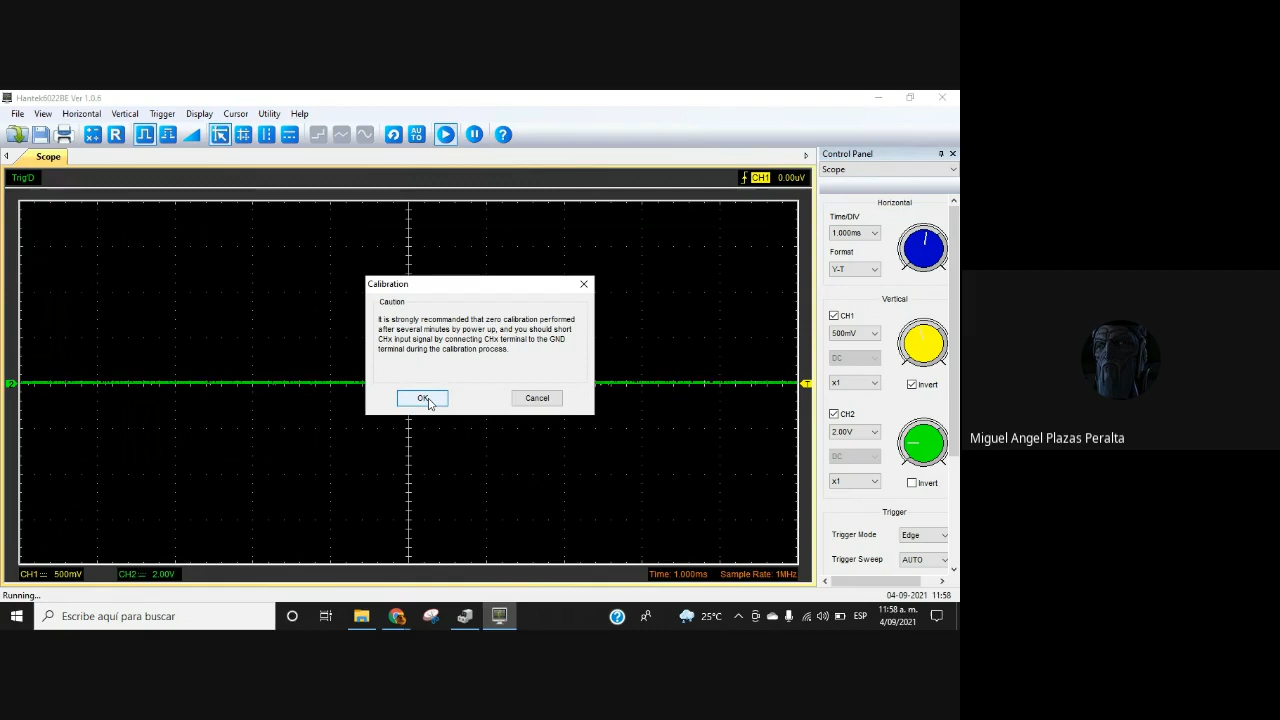 Hantek6022BE Ver 1.0.6
File View Horizontal Vertical Trigger Display Cursor Utility Help
R AU TO ?
Scope
Control Panel
Scope
Trig'D
CH1 0.00uV
Horizontal
Time/DIV
1.000ms
Format
Y-T
Calibration
Caution
It is strongly recommanded that zero calibration performed
after several minutes by power up, and you should short
CHx input signal by connecting CHx terminal to the GND
terminal during the calibration process.
OK Cancel
Vertical
CH1
500mV
DC
x1
Invert
CH2
2.00V
DC
x1
Invert
2
T
Trigger
Trigger Mode Edge
Trigger Sweep AUTO
CH1 500mV CH2 2.00V Time: 1.000ms Sample Rate: 1MHz
Running...
04-09-2021 11:58
Escribe aquí para buscar
25°C
ESP
11:58 a. m.
4/09/2021
Miguel Angel Plazas Peralta